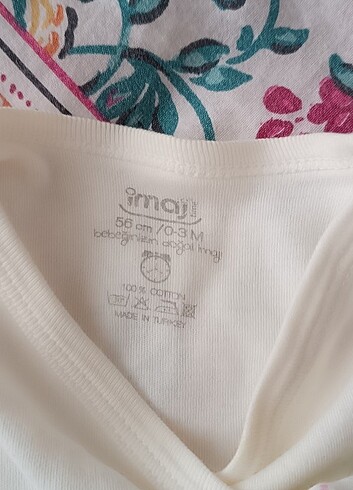 imaj
56 cm / 0-3 M
bebeğinizin doğal imajı
100 % COTTON
MADE IN TURKEY